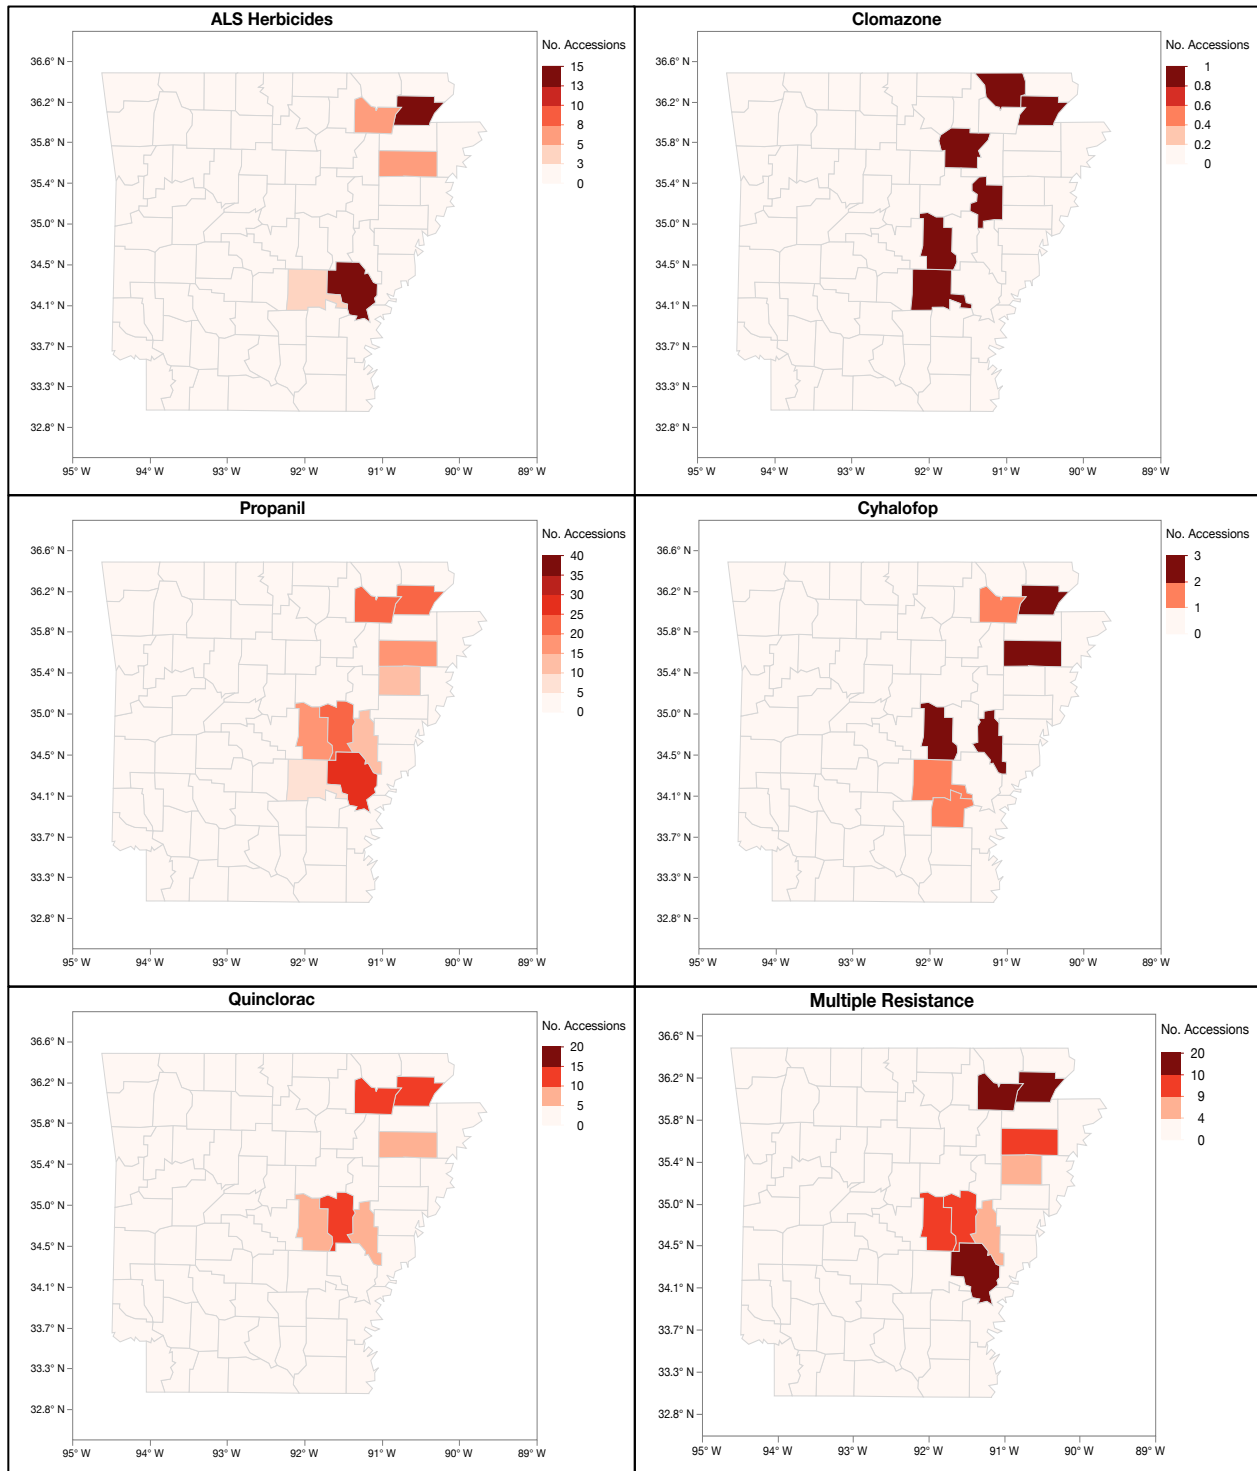 ALS Herbicides
No. Accessions
15
13
10
8
5
3
0
36.6° N
36.2° N
35.8° N
35.4° N
35.0° N
34.5° N
34.1° N
33.7° N
33.3° N
32.8° N
95° W 94° W 93° W 92° W 91° W 90° W 89° W
Clomazone
No. Accessions
1
0.8
0.6
0.4
0.2
0
36.6° N
36.2° N
35.8° N
35.4° N
35.0° N
34.5° N
34.1° N
33.7° N
33.3° N
32.8° N
95° W 94° W 93° W 92° W 91° W 90° W 89° W
Propanil
No. Accessions
40
35
30
25
20
15
10
5
0
36.6° N
36.2° N
35.8° N
35.4° N
35.0° N
34.5° N
34.1° N
33.7° N
33.3° N
32.8° N
95° W 94° W 93° W 92° W 91° W 90° W 89° W
Cyhalofop
No. Accessions
3
2
1
0
36.6° N
36.2° N
35.8° N
35.4° N
35.0° N
34.5° N
34.1° N
33.7° N
33.3° N
32.8° N
95° W 94° W 93° W 92° W 91° W 90° W 89° W
Quinclorac
No. Accessions
20
15
10
5
0
36.6° N
36.2° N
35.8° N
35.4° N
35.0° N
34.5° N
34.1° N
33.7° N
33.3° N
32.8° N
95° W 94° W 93° W 92° W 91° W 90° W 89° W
Multiple Resistance
No. Accessions
20
10
9
4
0
36.6° N
36.2° N
35.8° N
35.4° N
35.0° N
34.5° N
34.1° N
33.7° N
33.3° N
32.8° N
95° W 94° W 93° W 92° W 91° W 90° W 89° W